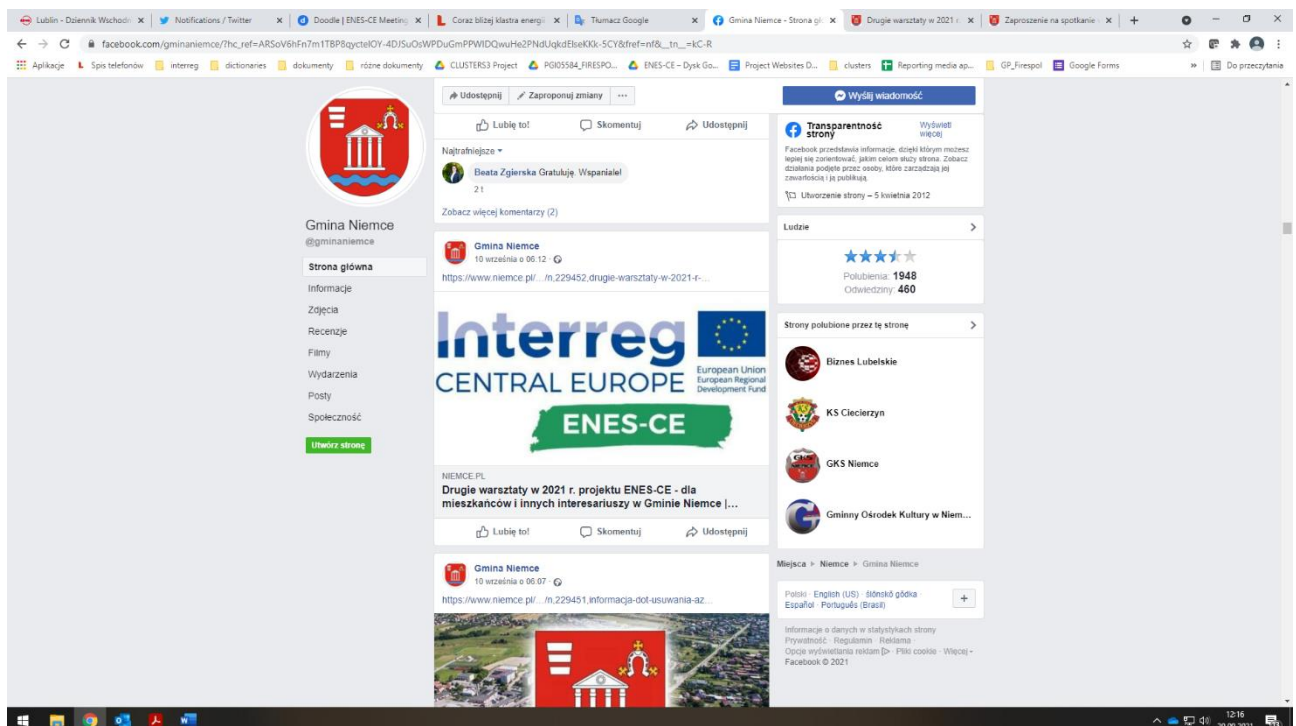 Lublin - Dziennik Wschodni
Notifications / Twitter
Doodle | ENES-CE Meeting
Coraz bliżej klastra energii
Tłumacz Google
Gmina Niemce - Strona gł
Drugie warsztaty w 2021 r.
Zaproszenie na spotkanie
facebook.com/gminaniemce/?hc_ref=
Aplikacje
Spis telefonów
interreg
dictionaries
dokumenty
różne dokumenty
CLUSTERS3 Project
PGI05584_FIRESPO...
ENES-CE – Dysk Go...
Project Websites D...
clusters
Reporting media ap...
GP_Firespol
Google Forms
»
Do przeczytania
Gmina Niemce
@gminaniemce
Strona główna
Informacje
Zdjęcia
Recenzje
Filmy
Wydarzenia
Posty
Społeczność
Utwórz stronę
Udostępnij
Zaproponuj zmiany
...
Lubię to!
Skomentuj
Udostępnij
Najtrafniejsze
Beata Zgierska Gratuluję. Wspaniale!
2 t
Zobacz więcej komentarzy (2)
Gmina Niemce
10 września o 06:12 ·
https://www.niemce.pl/.../n,229452,drugie-warsztaty-w-2021-r-...
Interreg
CENTRAL EUROPE
European Union
European Regional
Development Fund
ENES-CE
NIEMCE.PL
Drugie warsztaty w 2021 r. projektu ENES-CE - dla
mieszkańców i innych interesariuszy w Gminie Niemce |...
Lubię to!
Skomentuj
Udostępnij
Gmina Niemce
10 września o 06:07 ·
https://www.niemce.pl/.../n,229451,informacja-dot-usuwania-az...
Wyślij wiadomość
Transparentność
strony
Wyświetl
więcej
Facebook przedstawia informacje, dzięki którym możesz
lepiej się zorientować, jakim celom służy strona. Zobacz
działania podjęte przez osoby, które zarządzają jej
zawartością i ją publikują.
Utworzenie strony – 5 kwietnia 2012
Ludzie
Polubienia: 1948
Odwiedziny: 460
Strony polubione przez tę stronę
Biznes Lubelskie
KS Ciecierzyn
GKS Niemce
Gminny Ośrodek Kultury w Niem...
Miejsca
Niemce
Gmina Niemce
Polski · English (US) · ślōnskŏ gŏdka ·
Español · Português (Brasil)
Informacje o danych w statystykach strony
Prywatność · Regulamin · Reklama ·
Opcje wyświetlania reklam · Pliki cookie · Więcej
Facebook © 2021
12:16